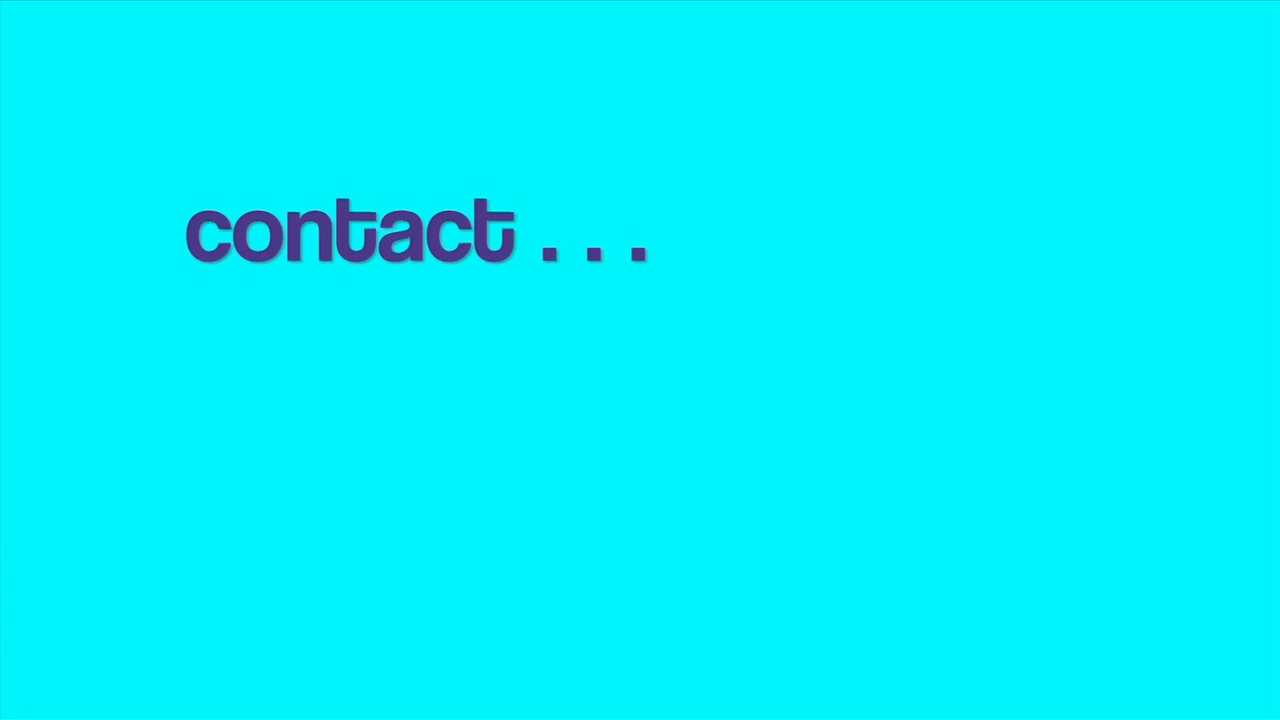 contact . . .